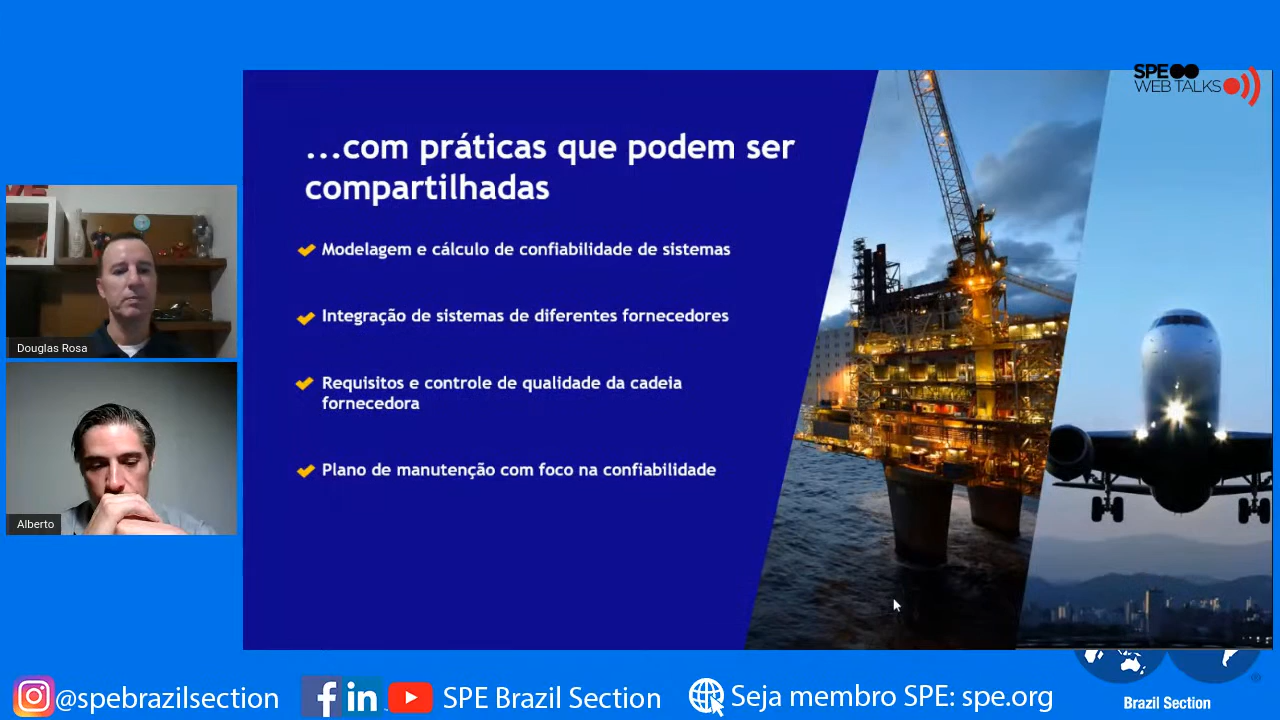 SPE
WEB TALKS
...com práticas que podem ser
compartilhadas
Modelagem e cálculo de confiabilidade de sistemas
Integração de sistemas de diferentes fornecedores
Requisitos e controle de qualidade da cadeia
fornecedora
Plano de manutenção com foco na confiabilidade
Douglas Rosa
Alberto
@spebrazilsection
SPE Brazil Section
Seja membro SPE: spe.org
Brazil Section